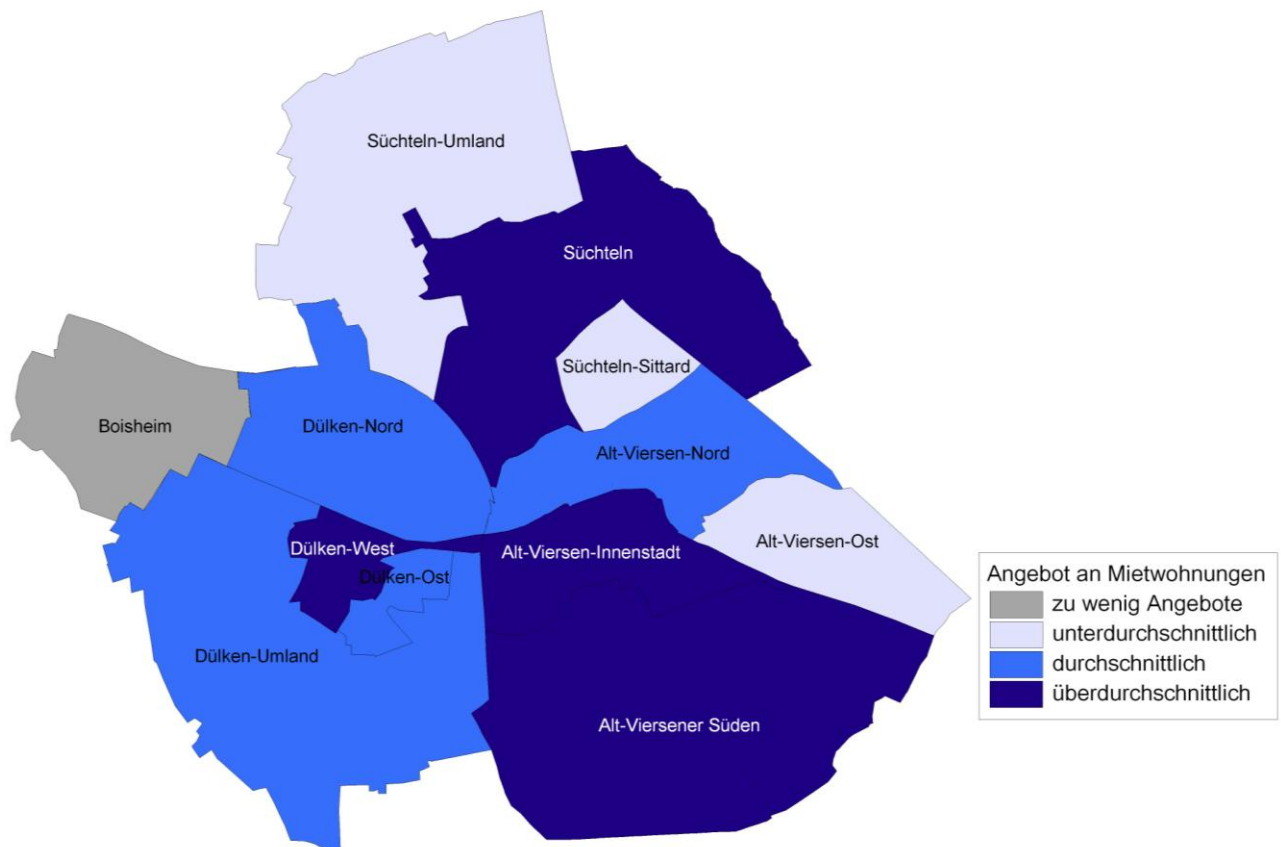 Süchteln-Umland
Süchteln
Süchteln-Sittard
Boisheim
Dülken-Nord
Alt-Viersen-Nord
Dülken-West
Alt-Viersen-Innenstadt
Alt-Viersen-Ost
Dülken-Ost
Dülken-Umland
Alt-Viersener Süden
Angebot an Mietwohnungen
zu wenig Angebote
unterdurchschnittlich
durchschnittlich
überdurchschnittlich